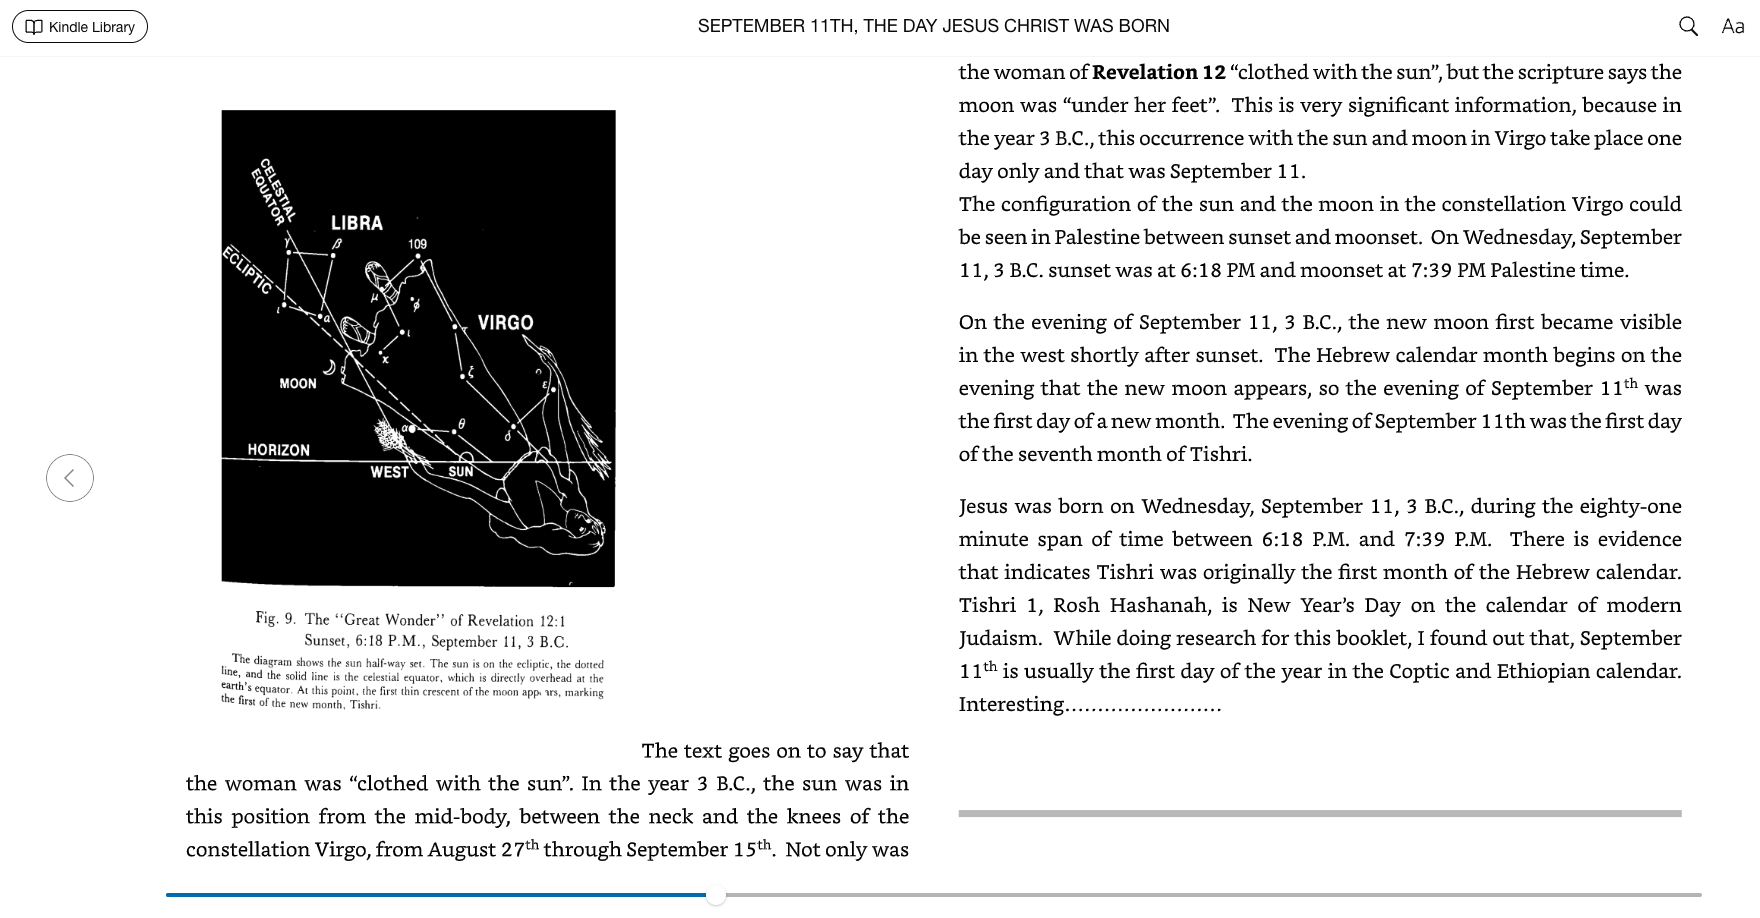 Kindle Library
SEPTEMBER 11TH, THE DAY JESUS CHRIST WAS BORN
Aa
CELESTIAL
EQUATOR
LIBRA
γ
β
109
ECLIPTIC
μ
φ
ι
α
ι
τ
VIRGO
x
ζ
MOON
ε
α
θ
δ
HORIZON
WEST
SUN
Fig. 9. The "Great Wonder" of Revelation 12:1
Sunset, 6:18 P.M., September 11, 3 B.C.
The diagram shows the sun half-way set. The sun is on the ecliptic, the dotted
line, and the solid line is the celestial equator, which is directly overhead at the
earth's equator. At this point, the first thin crescent of the moon appears, marking
the first of the new month, Tishri.
The text goes on to say that
the woman was “clothed with the sun”. In the year 3 B.C., the sun was in
this position from the mid-body, between the neck and the knees of the
constellation Virgo, from August 27th through September 15th. Not only was
the woman of Revelation 12 “clothed with the sun”, but the scripture says the
moon was “under her feet”. This is very significant information, because in
the year 3 B.C., this occurrence with the sun and moon in Virgo take place one
day only and that was September 11.
The configuration of the sun and the moon in the constellation Virgo could
be seen in Palestine between sunset and moonset. On Wednesday, September
11, 3 B.C. sunset was at 6:18 PM and moonset at 7:39 PM Palestine time.
On the evening of September 11, 3 B.C., the new moon first became visible
in the west shortly after sunset. The Hebrew calendar month begins on the
evening that the new moon appears, so the evening of September 11th was
the first day of a new month. The evening of September 11th was the first day
of the seventh month of Tishri.
Jesus was born on Wednesday, September 11, 3 B.C., during the eighty-one
minute span of time between 6:18 P.M. and 7:39 P.M. There is evidence
that indicates Tishri was originally the first month of the Hebrew calendar.
Tishri 1, Rosh Hashanah, is New Year’s Day on the calendar of modern
Judaism. While doing research for this booklet, I found out that, September
11th is usually the first day of the year in the Coptic and Ethiopian calendar.
Interesting........................